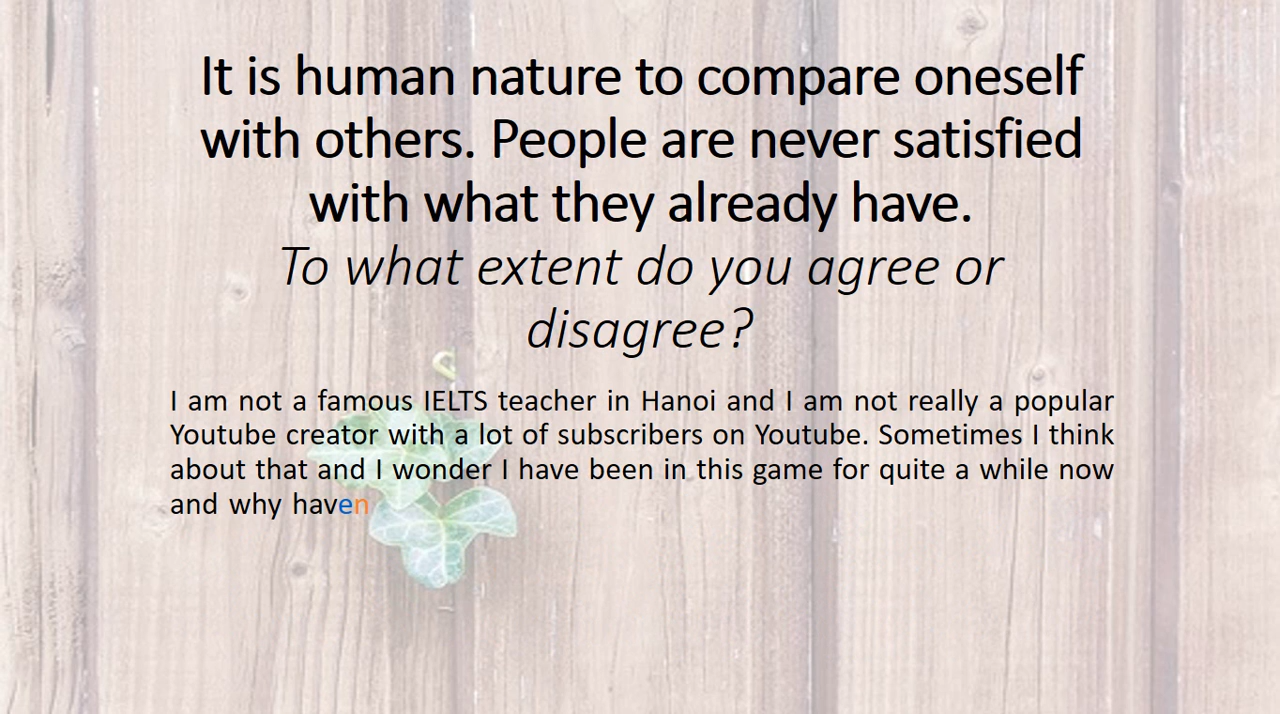 It is human nature to compare oneself
with others. People are never satisfied
with what they already have.
To what extent do you agree or
disagree?
I am not a famous IELTS teacher in Hanoi and I am not really a popular
Youtube creator with a lot of subscribers on Youtube. Sometimes I think
about that and I wonder I have been in this game for quite a while now
and why haven